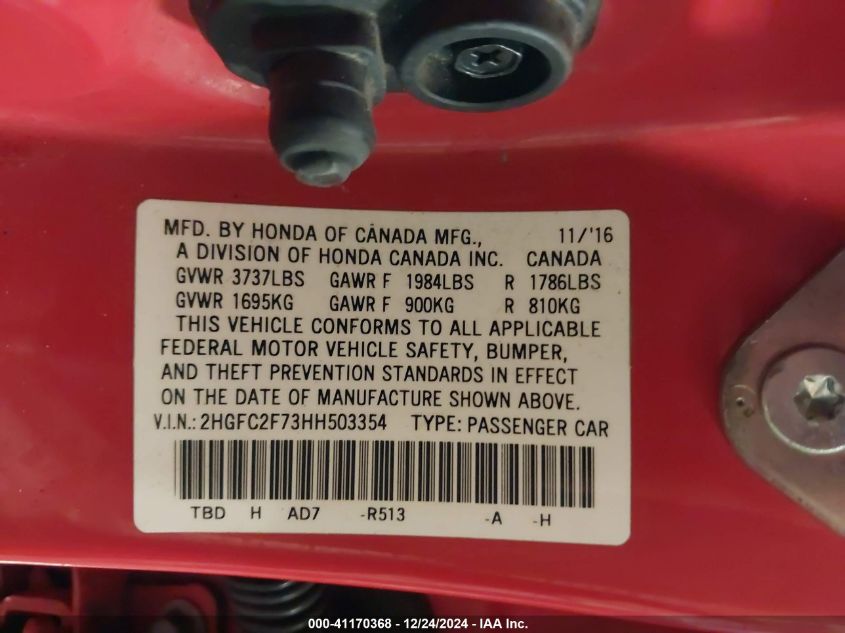 MFD. BY HONDA OF CANADA MFG., 11/'16
A DIVISION OF HONDA CANADA INC. CANADA
GVWR 3737LBS GAWR F 1984LBS R 1786LBS
GVWR 1695KG GAWR F 900KG R 810KG
THIS VEHICLE CONFORMS TO ALL APPLICABLE
FEDERAL MOTOR VEHICLE SAFETY, BUMPER,
AND THEFT PREVENTION STANDARDS IN EFFECT
ON THE DATE OF MANUFACTURE SHOWN ABOVE.
V.I.N.: 2HGFC2F73HH503354 TYPE: PASSENGER CAR
TBD H AD7 -R513 -A -H
000-41170368 - 12/24/2024 - IAA Inc.